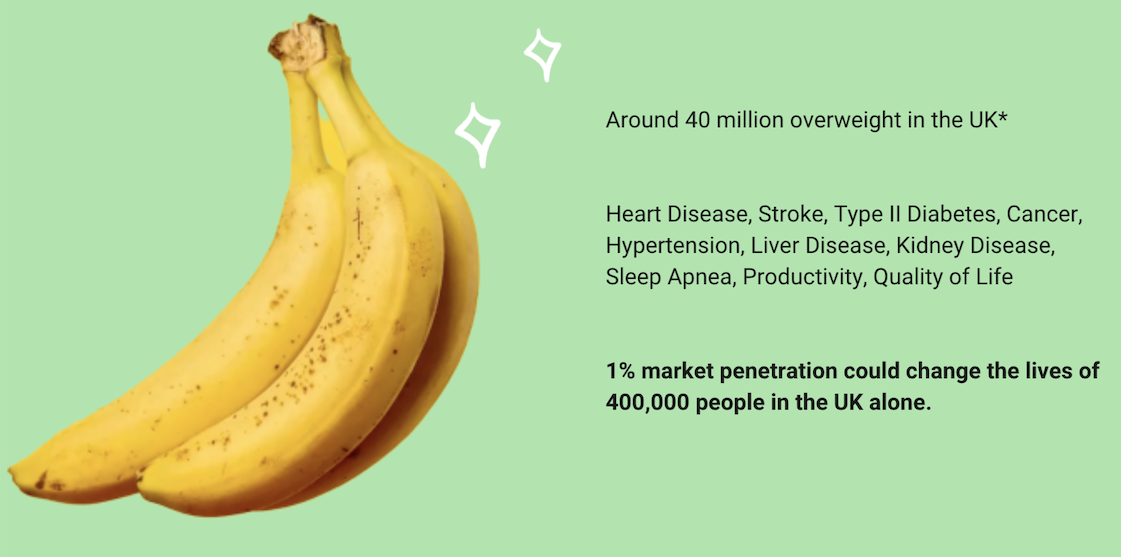 Around 40 million overweight in the UK*
Heart Disease, Stroke, Type II Diabetes, Cancer,
Hypertension, Liver Disease, Kidney Disease,
Sleep Apnea, Productivity, Quality of Life
1% market penetration could change the lives of
400,000 people in the UK alone.